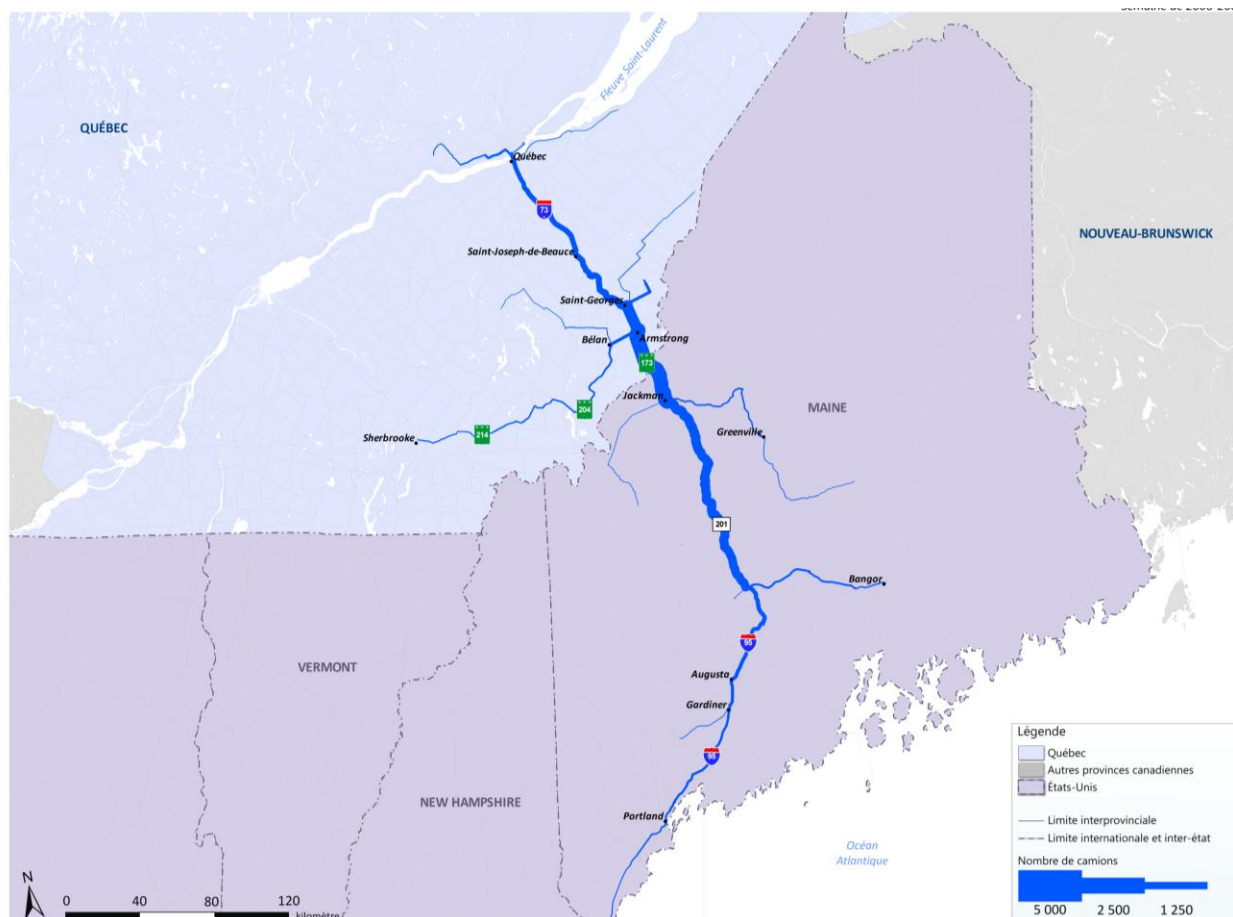 Fleuve Saint-Laurent
QUÉBEC
Québec
73
NOUVEAU-BRUNSWICK
Saint-Joseph-de-Beauce
Saint-Georges
Armstrong
Bélan
173
Jackman
MAINE
204
Greenville
214
Sherbrooke
201
Bangor
95
VERMONT
Augusta
Gardiner
95
NEW HAMPSHIRE
Portland
Océan
Atlantique
Légende
Québec
Autres provinces canadiennes
États-Unis
Limite interprovinciale
Limite internationale et inter-état
Nombre de camions
5 000 2 500 1 250
N
0 40 80 120
kilomètre